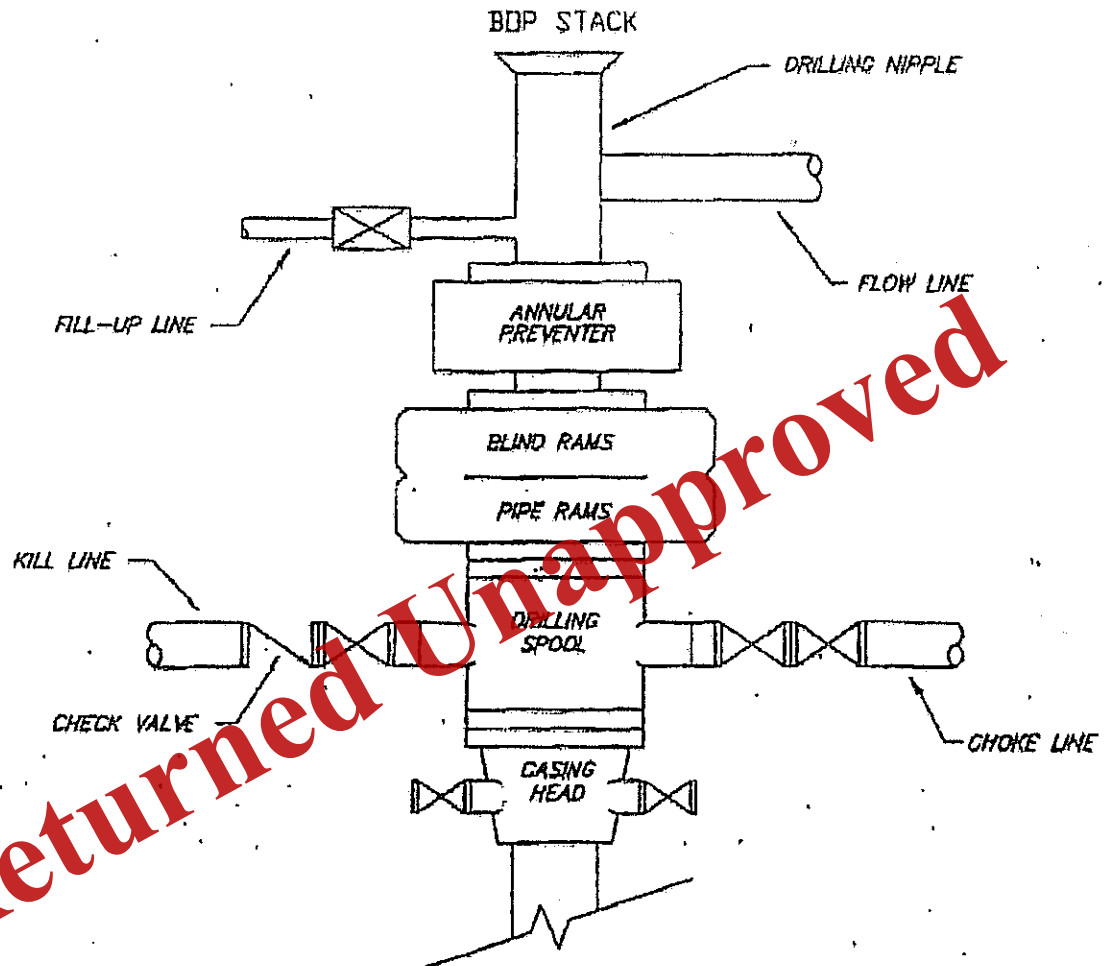 BOP STACK
DRILLING NIPPLE
FLOW LINE
FILL-UP LINE
ANNULAR
PREVENTER
BLIND RAMS
PIPE RAMS
KILL LINE
DRILLING
SPOOL
CHECK VALVE
CHOKE LINE
CASING
HEAD
Returned Unapproved